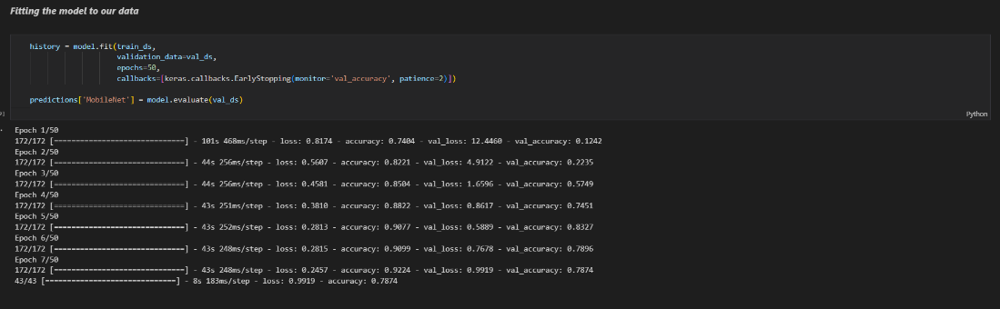 Fitting the model to our data
history = model.fit(train_ds,
validation_data=val_ds,
epochs=50,
callbacks=[keras.callbacks.EarlyStopping(monitor='val_accuracy', patience=2)])
predictions['MobileNet'] = model.evaluate(val_ds)
Python
Epoch 1/50
172/172 [==============================] - 101s 468ms/step - loss: 0.8174 - accuracy: 0.7404 - val_loss: 12.4460 - val_accuracy: 0.1242
Epoch 2/50
172/172 [==============================] - 44s 256ms/step - loss: 0.5607 - accuracy: 0.8221 - val_loss: 4.9122 - val_accuracy: 0.2235
Epoch 3/50
172/172 [==============================] - 44s 256ms/step - loss: 0.4581 - accuracy: 0.8504 - val_loss: 1.6596 - val_accuracy: 0.5749
Epoch 4/50
172/172 [==============================] - 43s 251ms/step - loss: 0.3810 - accuracy: 0.8822 - val_loss: 0.8617 - val_accuracy: 0.7451
Epoch 5/50
172/172 [==============================] - 43s 252ms/step - loss: 0.2813 - accuracy: 0.9077 - val_loss: 0.5889 - val_accuracy: 0.8327
Epoch 6/50
172/172 [==============================] - 43s 248ms/step - loss: 0.2815 - accuracy: 0.9099 - val_loss: 0.7678 - val_accuracy: 0.7896
Epoch 7/50
172/172 [==============================] - 43s 248ms/step - loss: 0.2457 - accuracy: 0.9224 - val_loss: 0.9919 - val_accuracy: 0.7874
43/43 [==============================] - 8s 183ms/step - loss: 0.9919 - accuracy: 0.7874